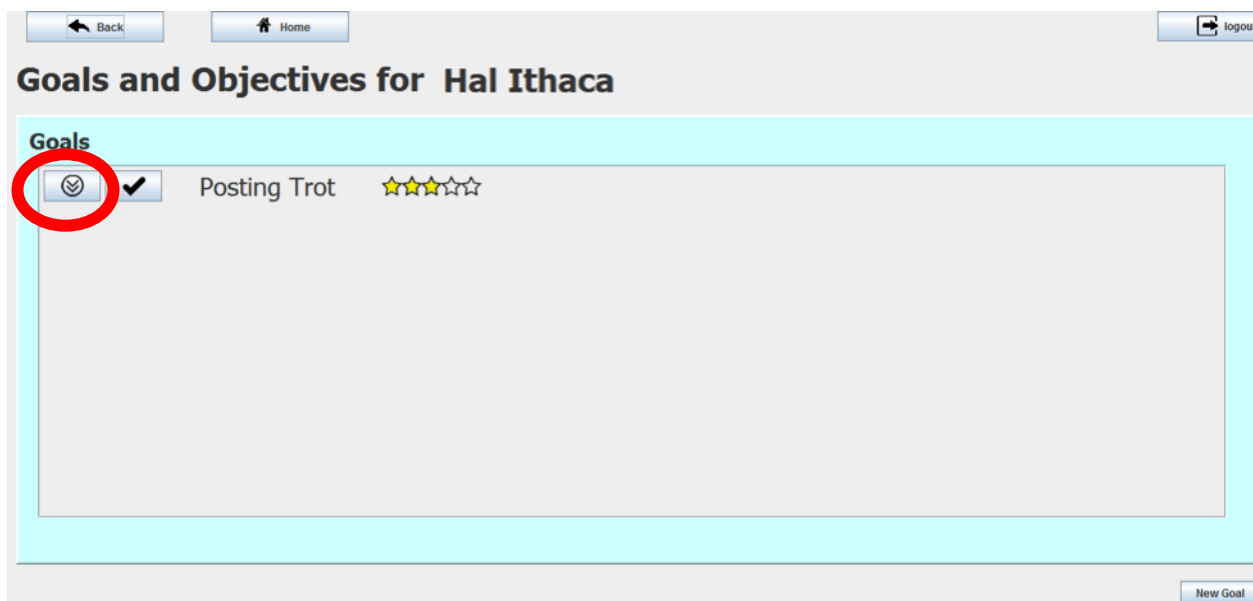 Back Home logou
Goals and Objectives for Hal Ithaca
Goals
Posting Trot
New Goal